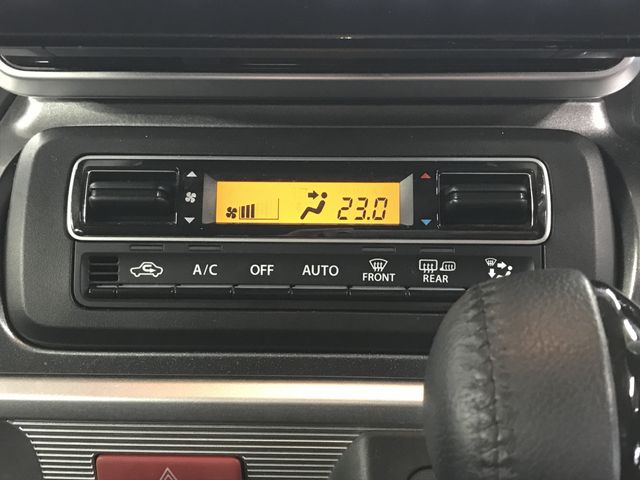 23.0
A/C OFF AUTO FRONT REAR